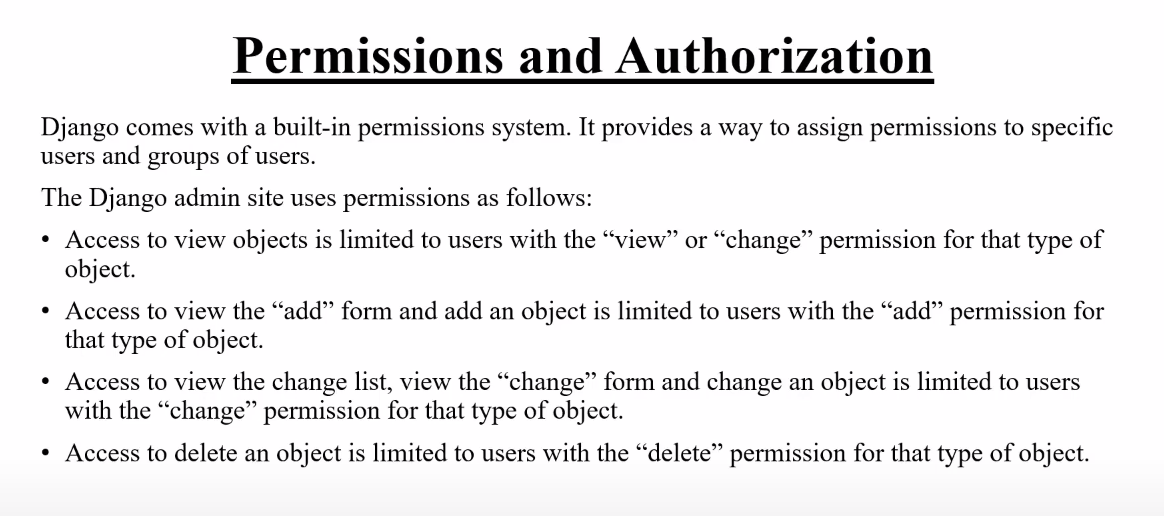 Permissions and Authorization
Django comes with a built-in permissions system. It provides a way to assign permissions to specific
users and groups of users.
The Django admin site uses permissions as follows:
• Access to view objects is limited to users with the “view” or “change” permission for that type of
object.
• Access to view the “add” form and add an object is limited to users with the “add” permission for
that type of object.
• Access to view the change list, view the “change” form and change an object is limited to users
with the “change” permission for that type of object.
• Access to delete an object is limited to users with the “delete” permission for that type of object.